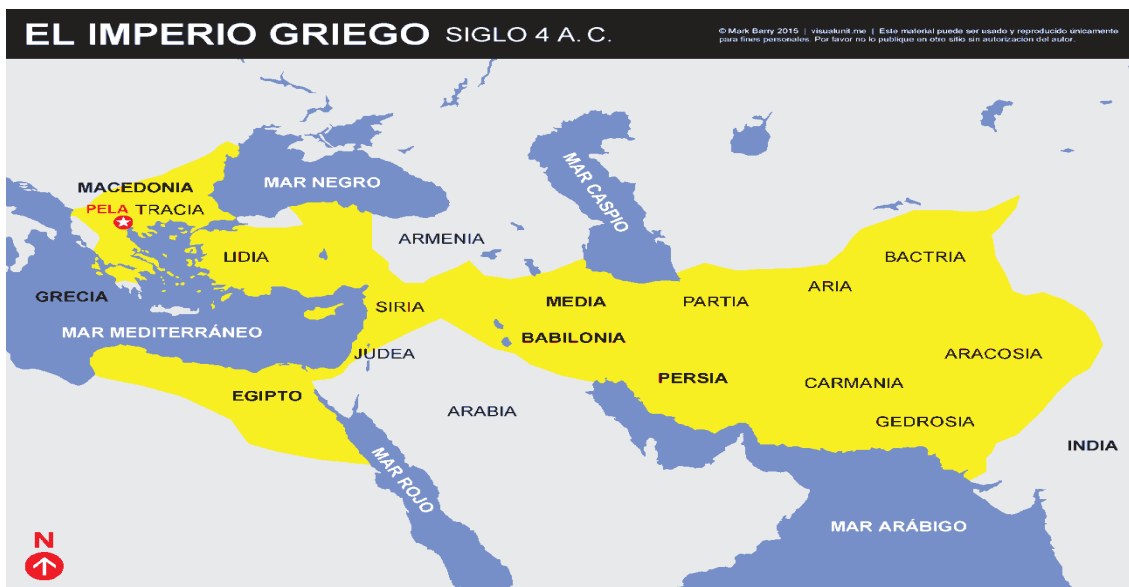 EL IMPERIO GRIEGO SIGLO 4 A. C.
© Mark Barry 2015 | visualunit.me | Este material puede ser usado y reproducido únicamente
para fines personales. Por favor no lo publique en otro sitio sin autorización del autor.
MACEDONIA
PELA TRACIA
MAR NEGRO
MAR CASPIO
ARMENIA
LIDIA
GRECIA
SIRIA
MAR MEDITERRÁNEO
JUDEA
EGIPTO
MEDIA
BABILONIA
PARTIA
ARIA
BACTRIA
PERSIA
CARMANIA
ARACOSIA
GEDROSIA
ARABIA
INDIA
MAR ROJO
MAR ARÁBIGO
N